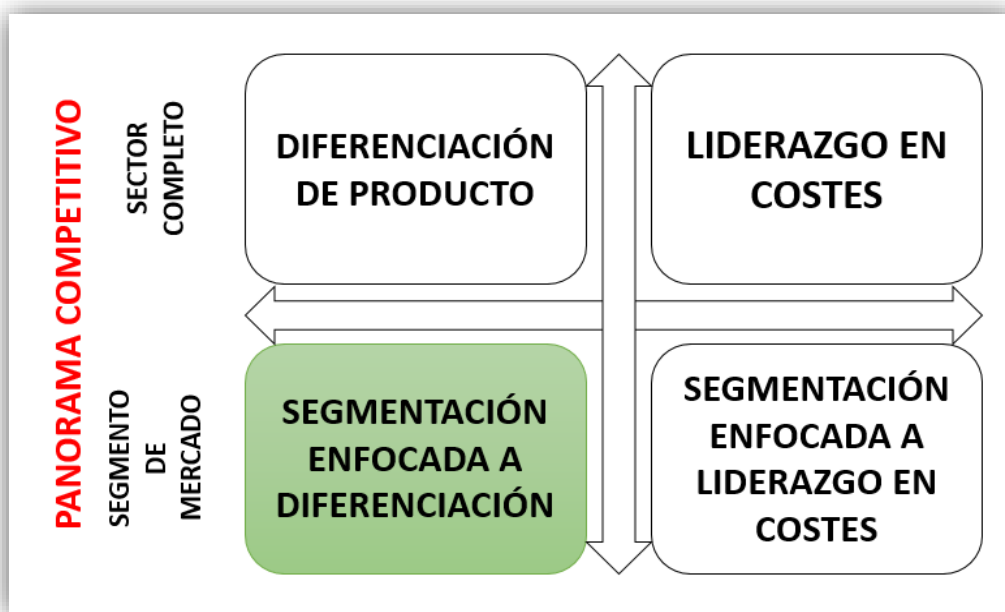 PANORAMA COMPETITIVO
SECTOR
COMPLETO
DIFERENCIACIÓN
DE PRODUCTO
LIDERAZGO EN
COSTES
SEGMENTO
DE
MERCADO
SEGMENTACIÓN
ENFOCADA A
DIFERENCIACIÓN
SEGMENTACIÓN
ENFOCADA A
LIDERAZGO EN
COSTES